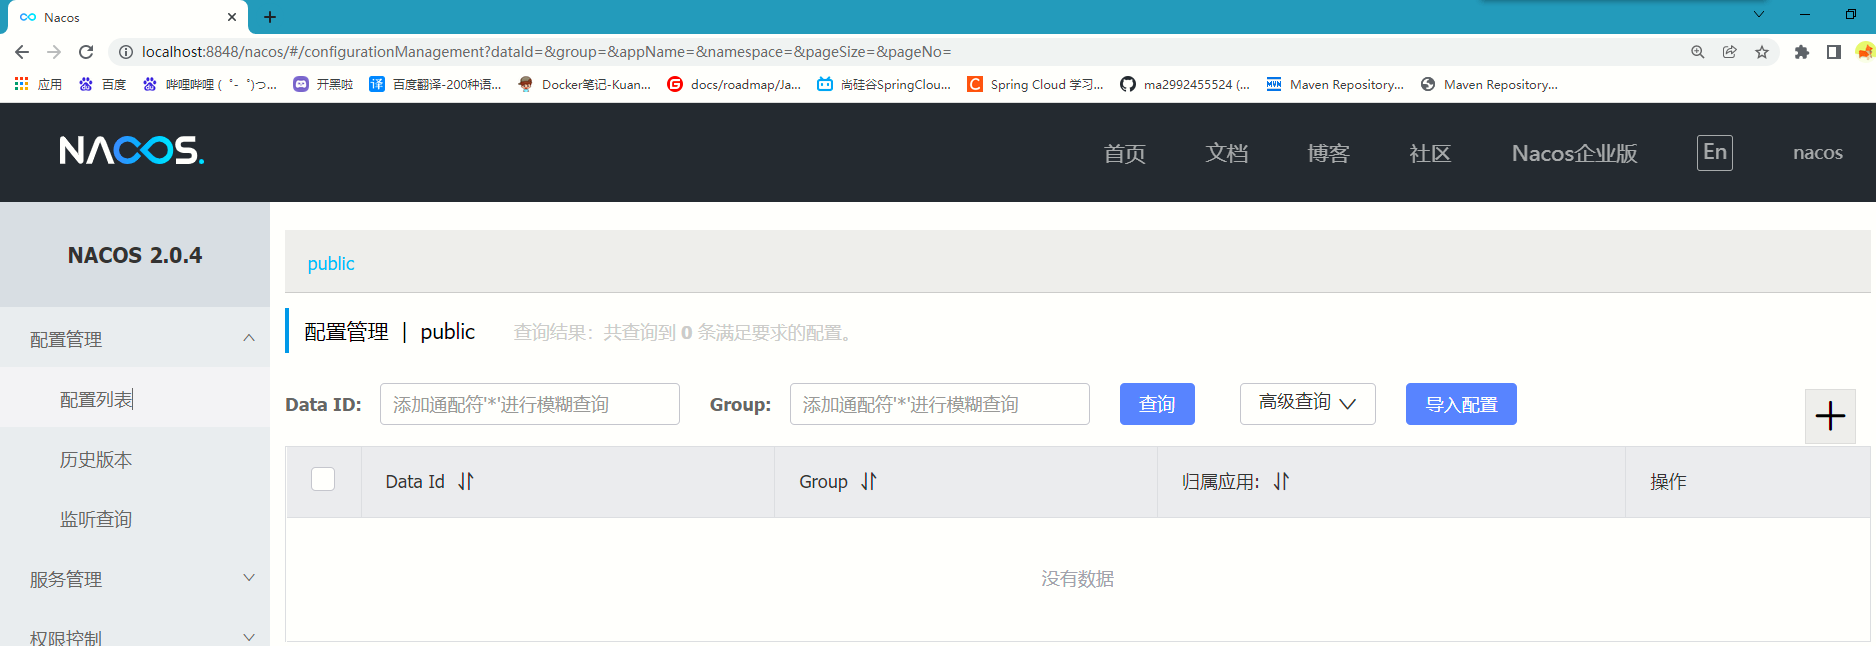 Nacos
localhost:8848/nacos/#/configurationManagement?dataId=&group=&appName=&namespace=&pageSize=&pageNo=
应用 百度 哔哩哔哩 (゜-゜)つ... 开黑啦 百度翻译-200种语... Docker笔记-Kuan... docs/roadmap/Ja... 尚硅谷SpringClou... Spring Cloud 学习... ma2992455524 (... Maven Repository... Maven Repository...
NACOS. 首页 文档 博客 社区 Nacos企业版 En nacos
NACOS 2.0.4
public
配置管理
配置列表
历史版本
监听查询
服务管理
权限控制
配置管理 | public 查询结果：共查询到 0 条满足要求的配置。
Data ID: 添加通配符'*'进行模糊查询 Group: 添加通配符'*'进行模糊查询 查询 高级查询 导入配置
Data Id Group 归属应用: 操作
没有数据